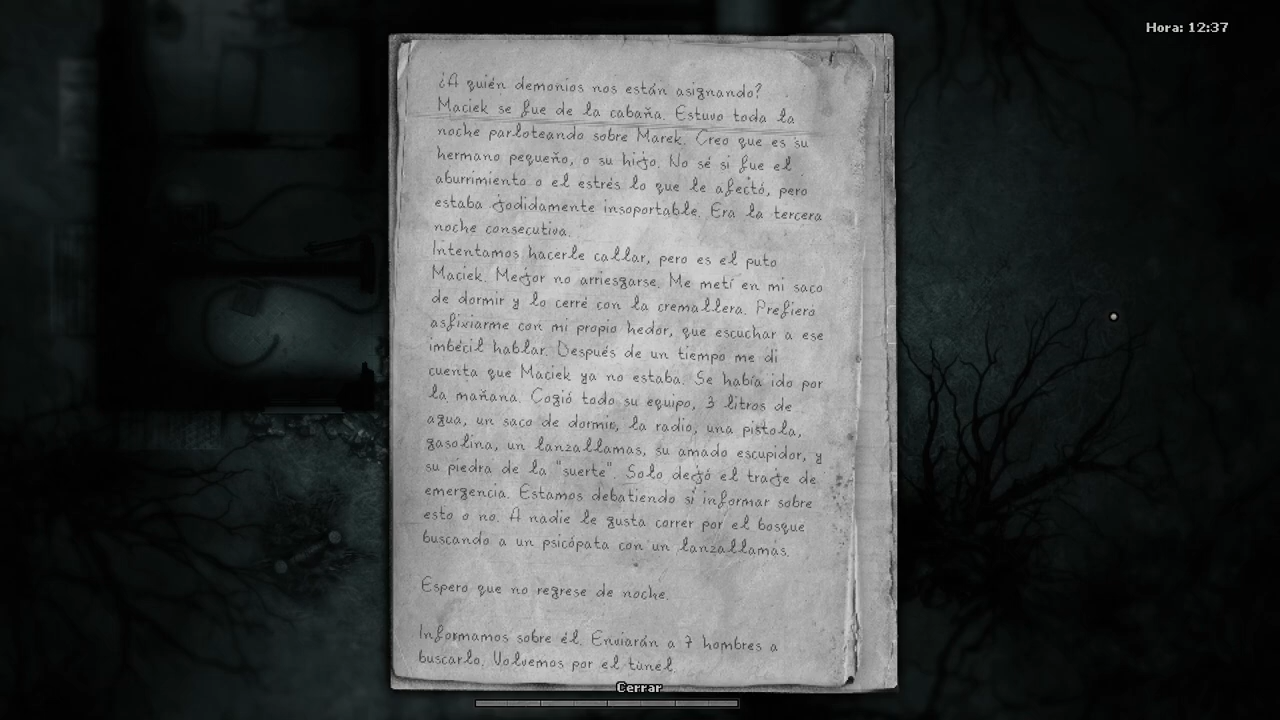 Hora: 12:37
¿A quién demonios nos están asignando?
Maciek se fue de la cabaña. Estuvo toda la
noche parloteando sobre Marek. Creo que es su
hermano pequeño, o su hijo. No sé si fue el
aburrimiento o el estrés lo que le afectó, pero
estaba jodidamente insoportable. Era la tercera
noche consecutiva.
Intentamos hacerle callar, pero es el puto
Maciek. Mejor no arriesgarse. Me metí en mi saco
de dormir y lo cerré con la cremallera. Prefiero
asfixiarme con mi propio hedor, que escuchar a ese
imbécil hablar. Después de un tiempo me di
cuenta que Maciek ya no estaba. Se había ido por
la mañana. Cogió todo su equipo, 3 litros de
agua, un saco de dormir, la radio, una pistola,
gasolina, un lanzallamas, su amado escupidor, y
su piedra de la "suerte". Solo dejó el traje de
emergencia. Estamos debatiendo si informar sobre
esto o no. A nadie le gusta correr por el bosque
buscando a un psicópata con un lanzallamas.
Espero que no regrese de noche.
Informamos sobre él. Enviarán a 7 hombres a
buscarlo. Volvemos por el túnel.
Cerrar